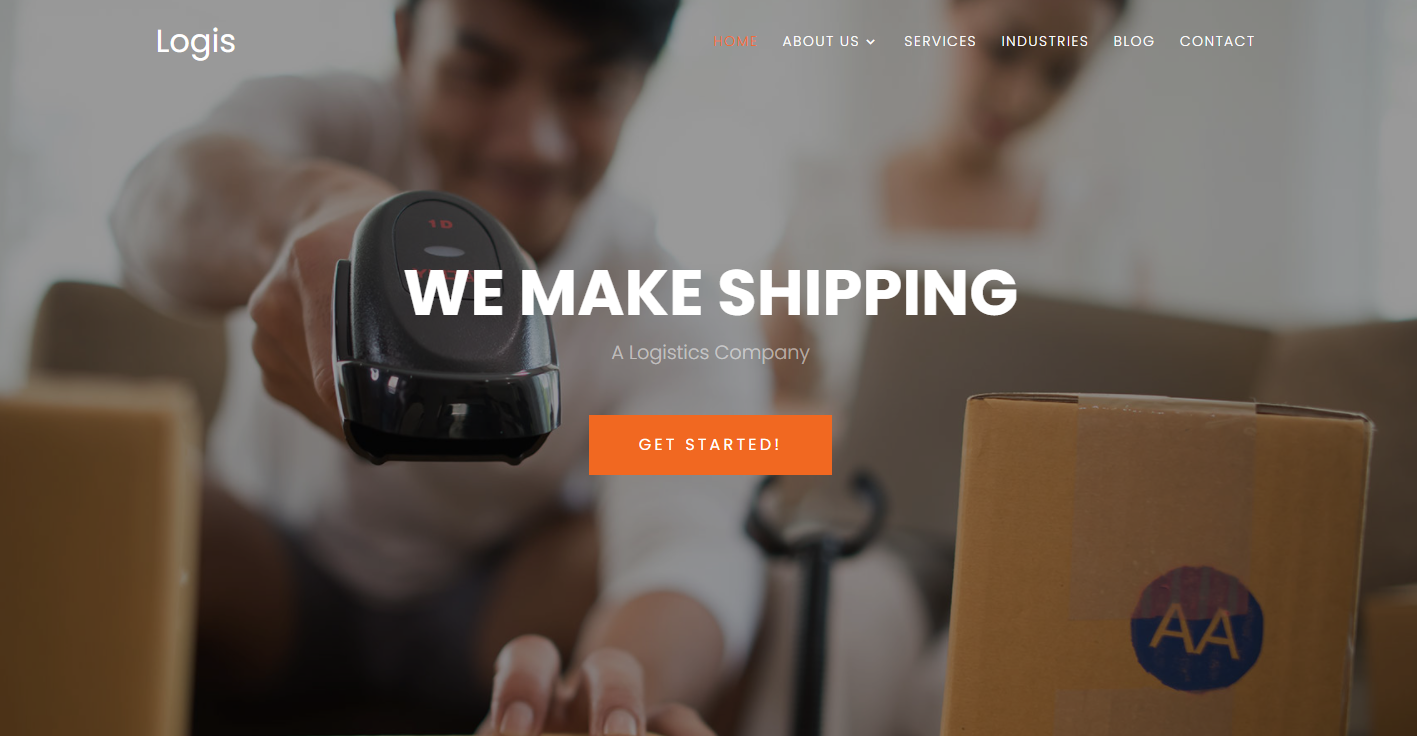 Logis
HOME ABOUT US SERVICES INDUSTRIES BLOG CONTACT
1D
WE MAKE SHIPPING
A Logistics Company
GET STARTED!
AA